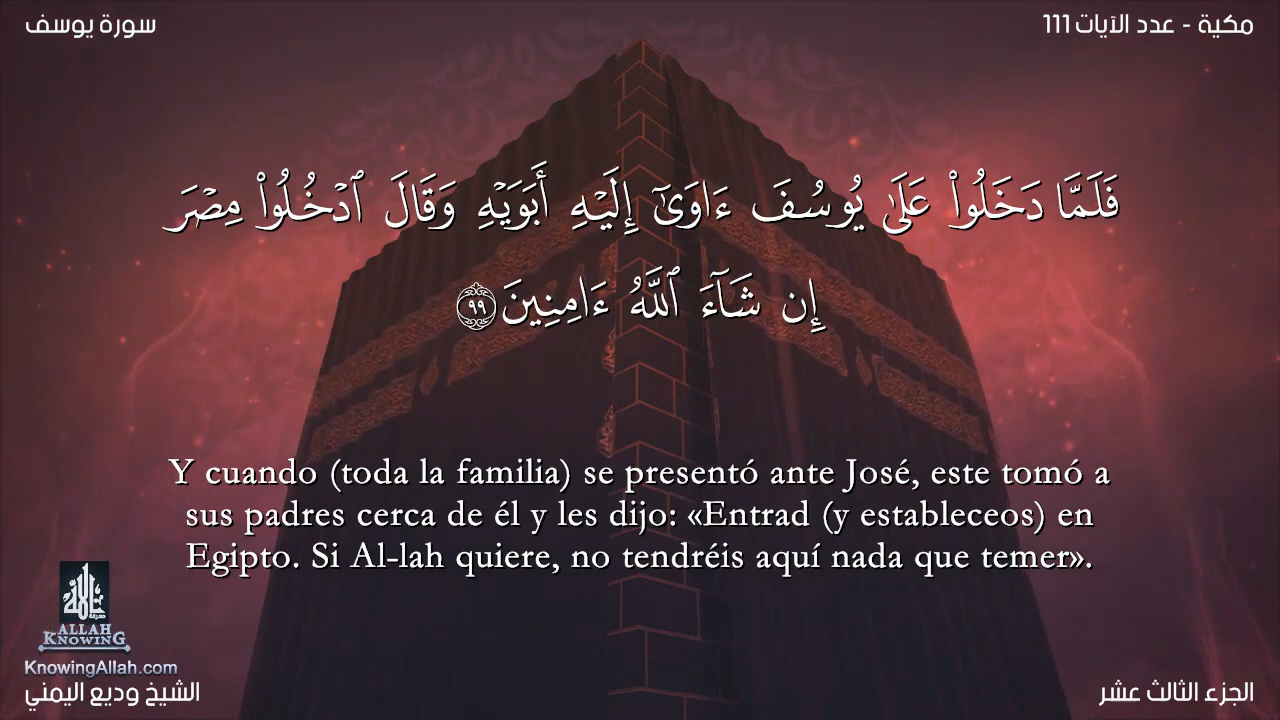 سورة يوسف
مكية - عدد الآيات 111
فَلَمَّا دَخَلُوا۟ عَلَىٰ يُوسُفَ ءَاوَىٰٓ إِلَيْهِ أَبَوَيْهِ وَقَالَ ٱدْخُلُوا۟ مِصْرَ
إِن شَآءَ ٱللَّهُ ءَامِنِينَ ٩٩
Y cuando (toda la familia) se presentó ante José, este tomó a
sus padres cerca de él y les dijo: «Entrad (y estableceos) en
Egipto. Si Al-lah quiere, no tendréis aquí nada que temer».
ALLAH
KNOWING
KnowingAllah.com
الشيخ وديع اليمني
الجزء الثالث عشر